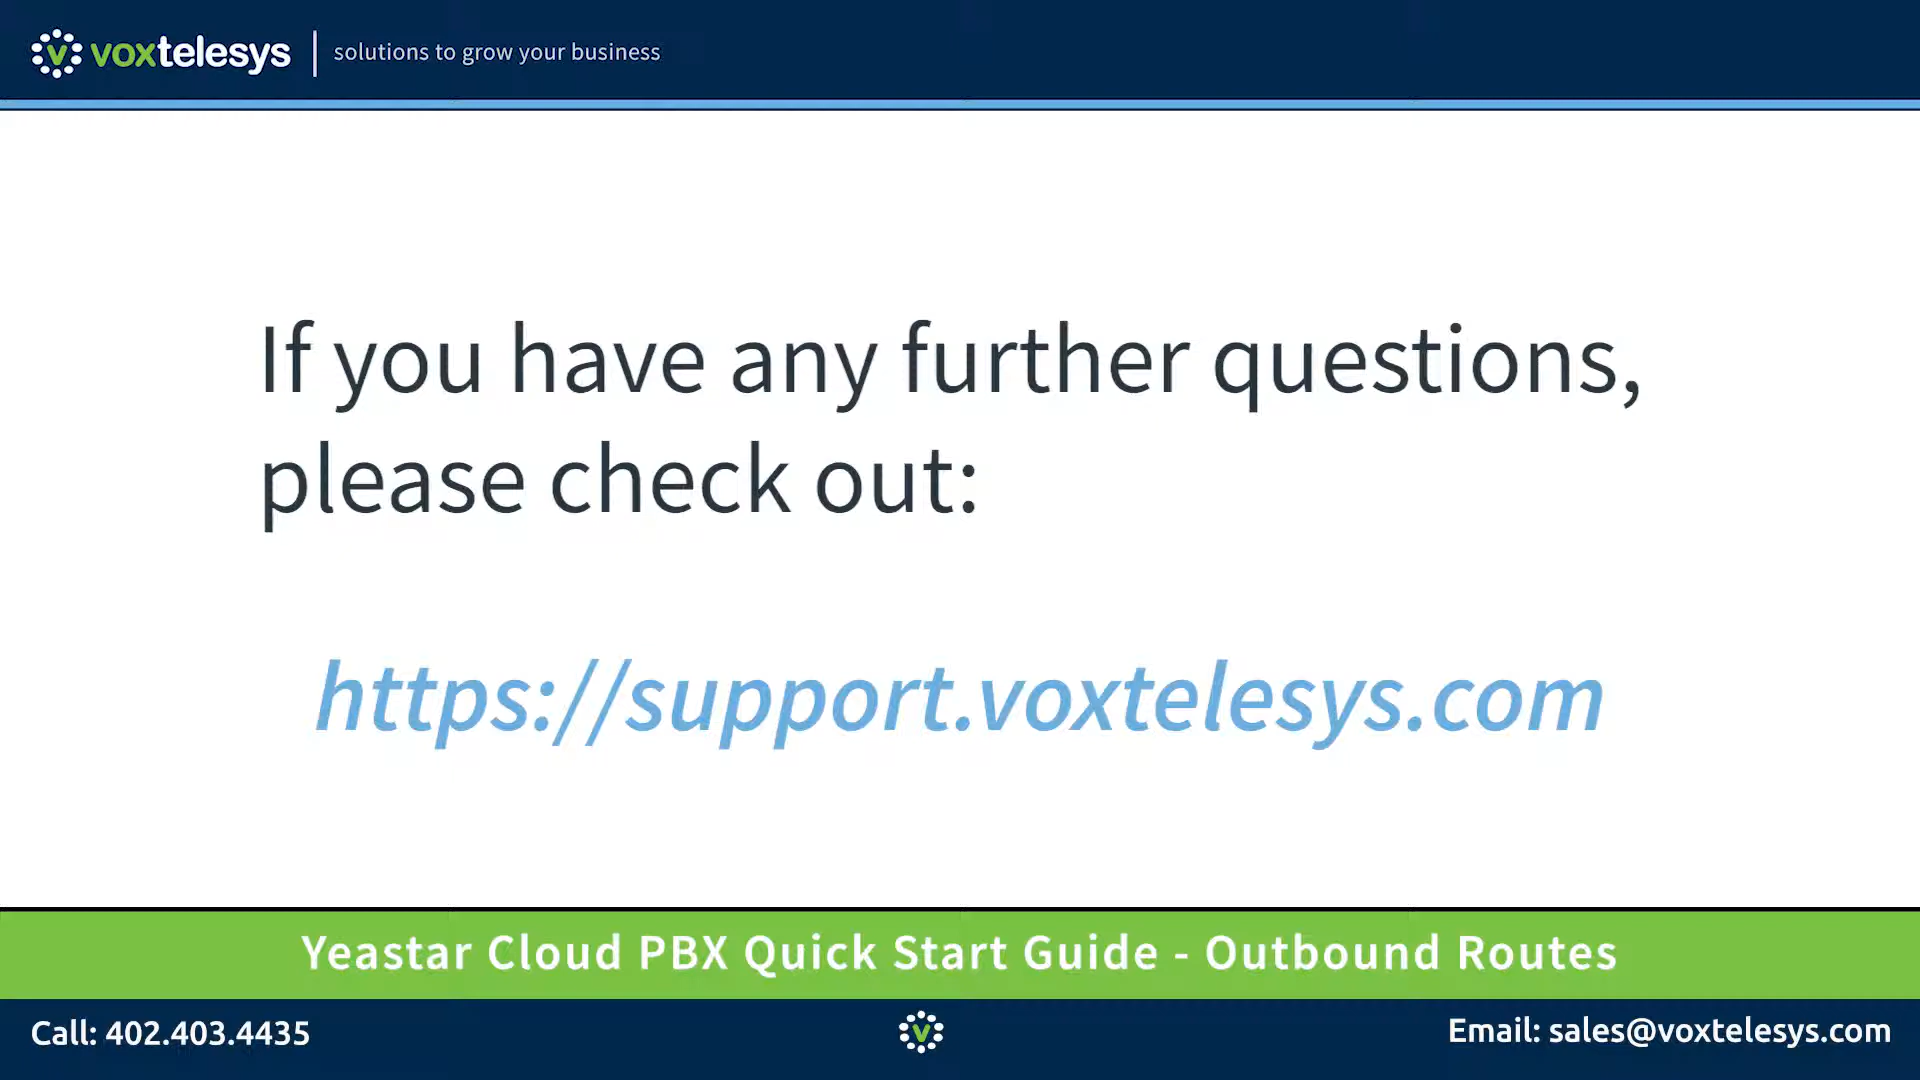 voxtelesys | solutions to grow your business
If you have any further questions,
please check out:
https://support.voxtelesys.com
Yeastar Cloud PBX Quick Start Guide - Outbound Routes
Call: 402.403.4435
v
Email: sales@voxtelesys.com